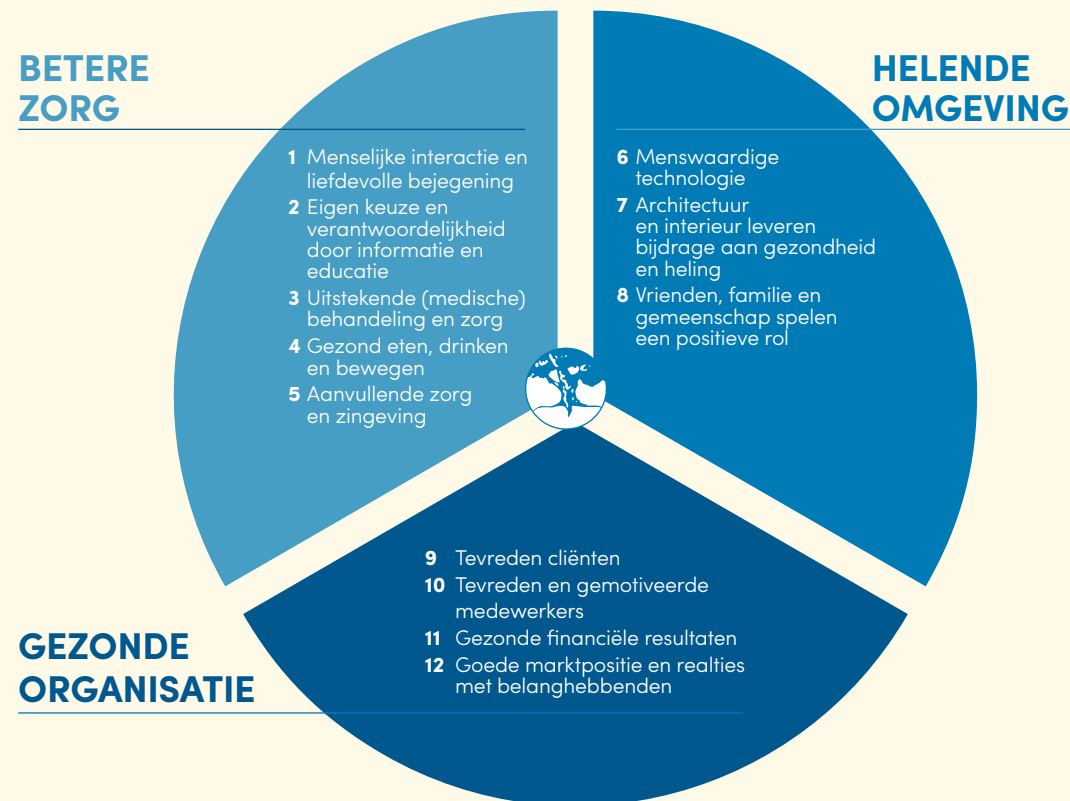 BETERE
ZORG
1 Menselijke interactie en
liefdevolle bejegening
2 Eigen keuze en
verantwoordelijkheid
door informatie en
educatie
3 Uitstekende (medische)
behandeling en zorg
4 Gezond eten, drinken
en bewegen
5 Aanvullende zorg
en zingeving
HELENDE
OMGEVING
6 Menswaardige
technologie
7 Architectuur
en interieur leveren
bijdrage aan gezondheid
en heling
8 Vrienden, familie en
gemeenschap spelen
een positieve rol
GEZONDE
ORGANISATIE
9 Tevreden cliënten
10 Tevreden en gemotiveerde
medewerkers
11 Gezonde financiële resultaten
12 Goede marktpositie en realties
met belanghebbenden